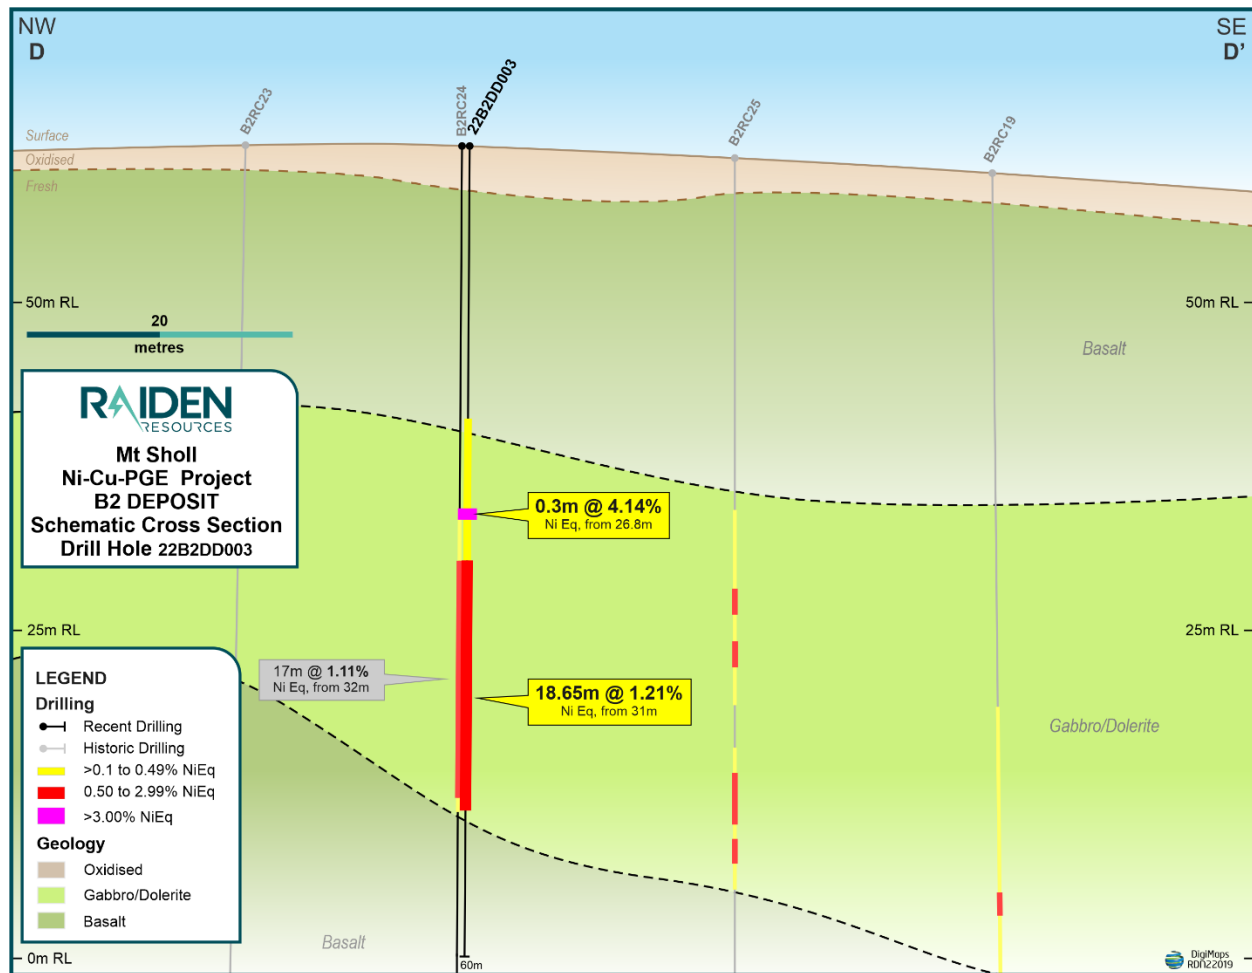 NW
D
SE
D'
B2RC23
B2RC24
22B2DD003
B2RC25
B2RC19
Surface
Oxidised
Fresh
50m RL
50m RL
20
metres
Basalt
RAIDEN
RESOURCES
Mt Sholl
Ni-Cu-PGE Project
B2 DEPOSIT
Schematic Cross Section
Drill Hole 22B2DD003
0.3m @ 4.14%
Ni Eq, from 26.8m
25m RL
25m RL
17m @ 1.11%
Ni Eq, from 32m
18.65m @ 1.21%
Ni Eq, from 31m
Gabbro/Dolerite
LEGEND
Drilling
Recent Drilling
Historic Drilling
>0.1 to 0.49% NiEq
0.50 to 2.99% NiEq
>3.00% NiEq
Geology
Oxidised
Gabbro/Dolerite
Basalt
Basalt
0m RL
60m
0m RL
DigiMaps
RDN22019